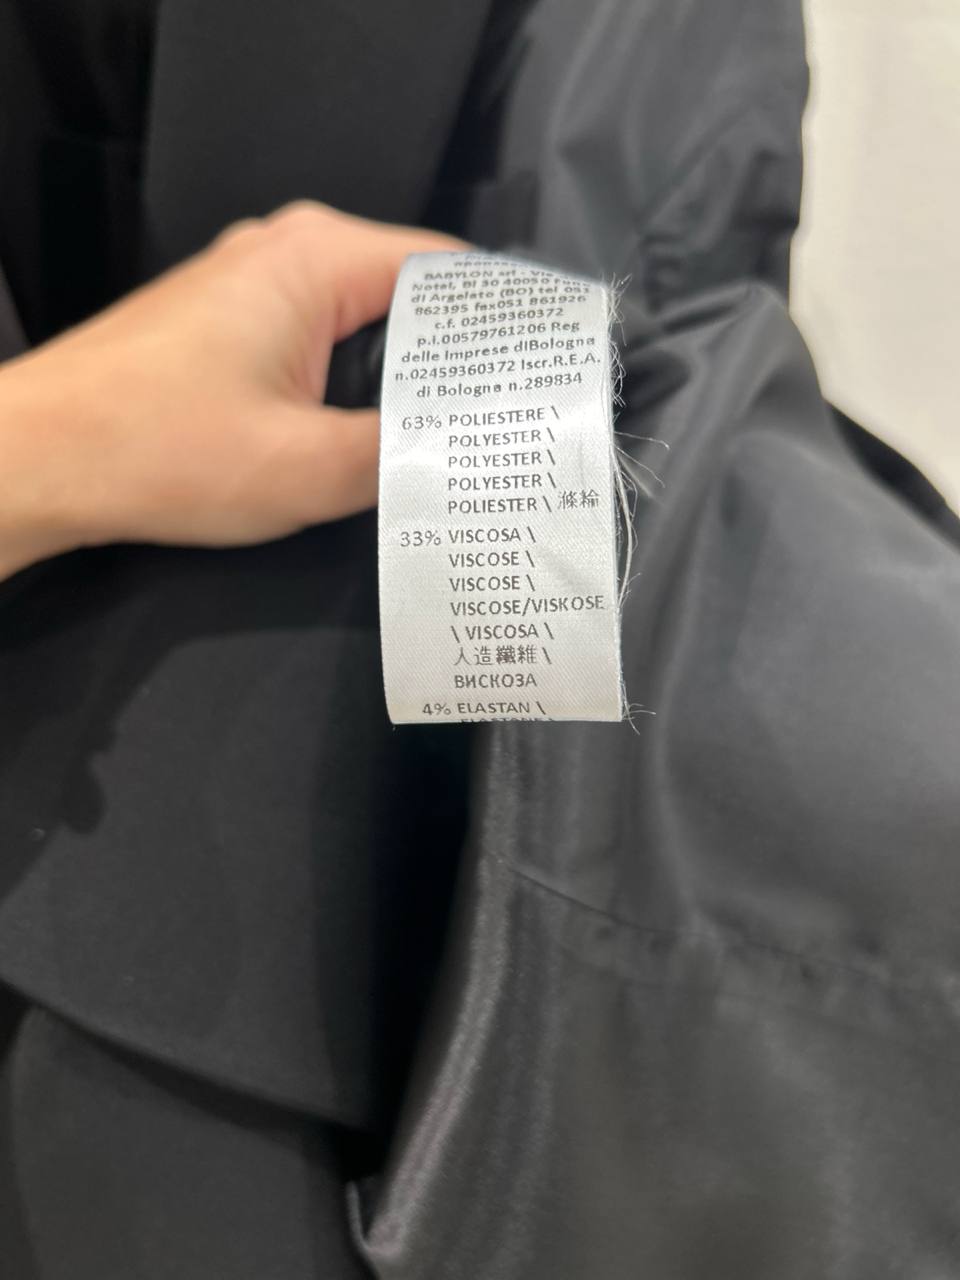 BABYLON srl - Via
Notai, Bl 30 40050 Funo
di Argelato (BO) tel 051
862395 fax051 861926
c.f. 02459360372
p.i.00579761206 Reg
delle Imprese diBologna
n.02459360372 Iscr.R.E.A.
di Bologna n.289834
63% POLIESTERE \
POLYESTER \
POLYESTER \
POLYESTER \
POLIESTER \ 滌綸
33% VISCOSA \
VISCOSE \
VISCOSE \
VISCOSE/VISKOSE
\ VISCOSA \
人造纖維 \
ВИСКОЗА
4% ELASTAN \